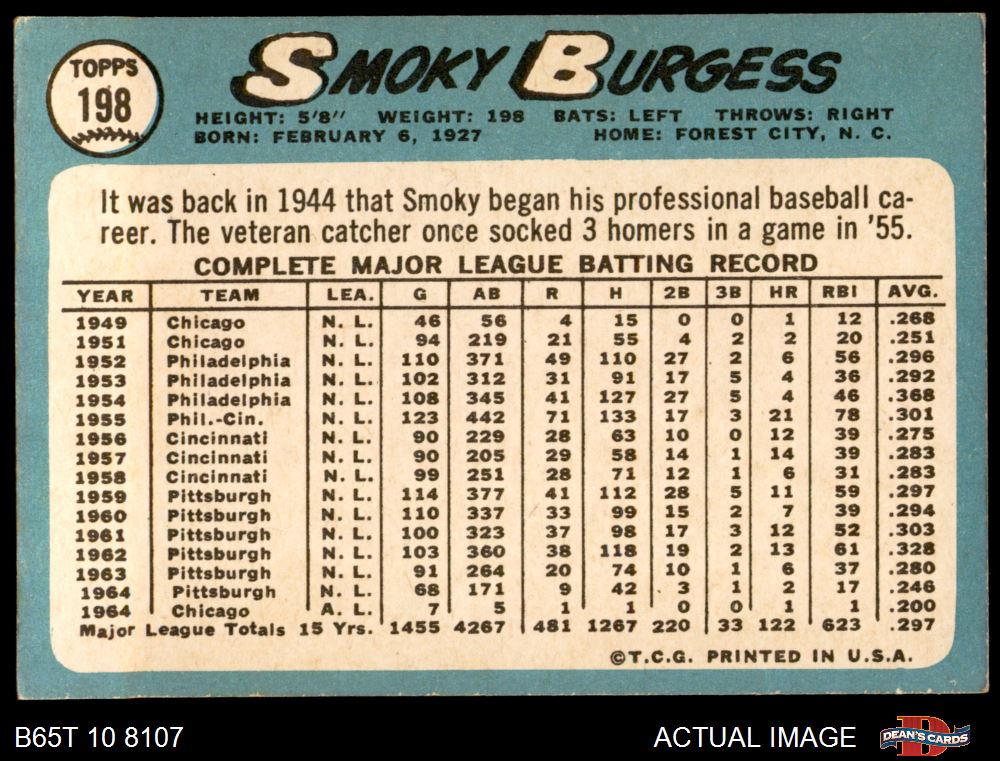 TOPPS
198
SMOKY BURGESS
HEIGHT: 5'8" WEIGHT: 198 BATS: LEFT THROWS: RIGHT
BORN: FEBRUARY 6, 1927 HOME: FOREST CITY, N. C.
It was back in 1944 that Smoky began his professional baseball ca-
reer. The veteran catcher once socked 3 homers in a game in '55.
COMPLETE MAJOR LEAGUE BATTING RECORD
YEAR TEAM LEA. G AB R H 2B 3B HR RBI AVG.
1949 Chicago N. L. 46 56 4 15 0 0 1 12 .268
1951 Chicago N. L. 94 219 21 55 4 2 2 20 .251
1952 Philadelphia N. L. 110 371 49 110 27 2 6 56 .296
1953 Philadelphia N. L. 102 312 31 91 17 5 4 36 .292
1954 Philadelphia N. L. 108 345 41 127 27 5 4 46 .368
1955 Phil.-Cin. N. L. 123 442 71 133 17 3 21 78 .301
1956 Cincinnati N. L. 90 229 28 63 10 0 12 39 .275
1957 Cincinnati N. L. 90 205 29 58 14 1 14 39 .283
1958 Cincinnati N. L. 99 251 28 71 12 1 6 31 .283
1959 Pittsburgh N. L. 114 377 41 112 28 5 11 59 .297
1960 Pittsburgh N. L. 110 337 33 99 15 2 7 39 .294
1961 Pittsburgh N. L. 100 323 37 98 17 3 12 52 .303
1962 Pittsburgh N. L. 103 360 38 118 19 2 13 61 .328
1963 Pittsburgh N. L. 91 264 20 74 10 1 6 37 .280
1964 Pittsburgh N. L. 68 171 9 42 3 1 2 17 .246
1964 Chicago A. L. 7 5 1 1 0 0 1 1 .200
Major League Totals 15 Yrs. 1455 4267 481 1267 220 33 122 623 .297
©T.C.G. PRINTED IN U.S.A.
B65T 10 8107 ACTUAL IMAGE
D
DEAN'S CARDS